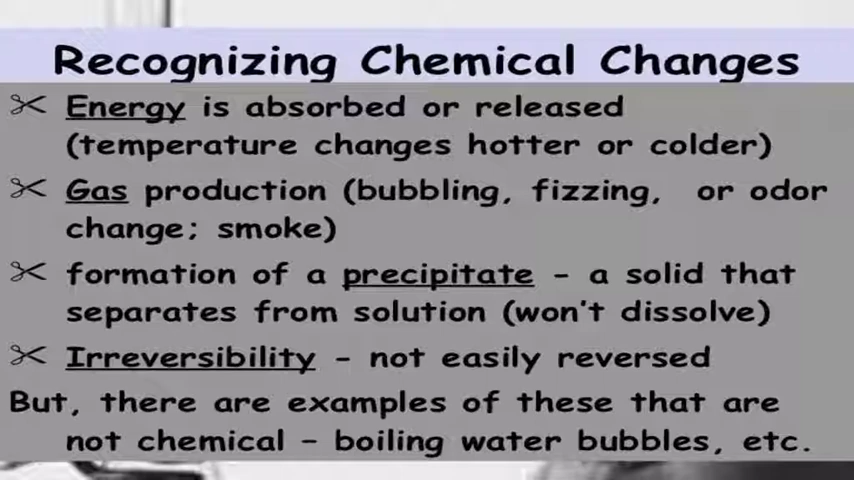 Recognizing Chemical Changes
Energy is absorbed or released
(temperature changes hotter or colder)
Gas production (bubbling, fizzing, or odor
change; smoke)
formation of a precipitate - a solid that
separates from solution (won't dissolve)
Irreversibility - not easily reversed
But, there are examples of these that are
not chemical – boiling water bubbles, etc.